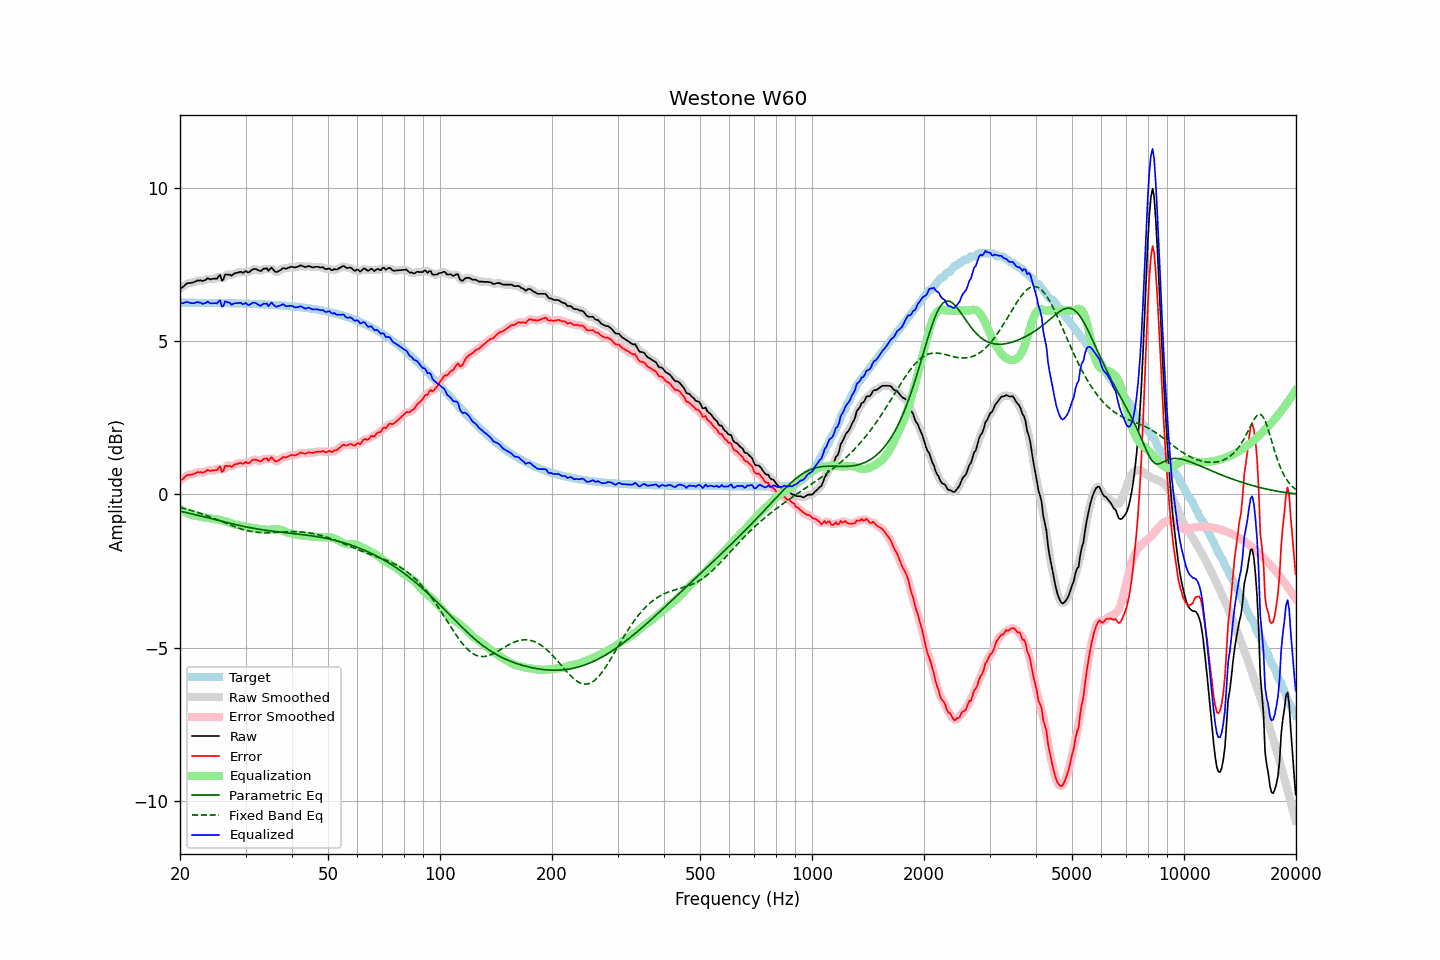 Westone W60
Amplitude (dBr)
10
5
0
−5
−10
Target
Raw Smoothed
Error Smoothed
Raw
Error
Equalization
Parametric Eq
Fixed Band Eq
Equalized
20 50 100 200 500 1000 2000 5000 10000 20000
Frequency (Hz)